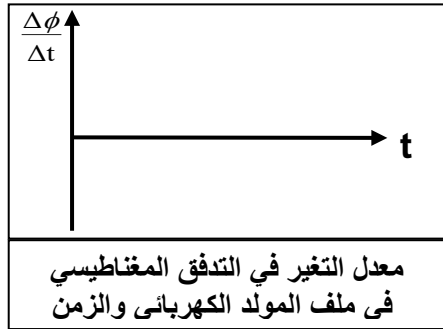 Δϕ
Δt
t
معدل التغير في التدفق المغناطيسي
في ملف المولد الكهربائي والزمن